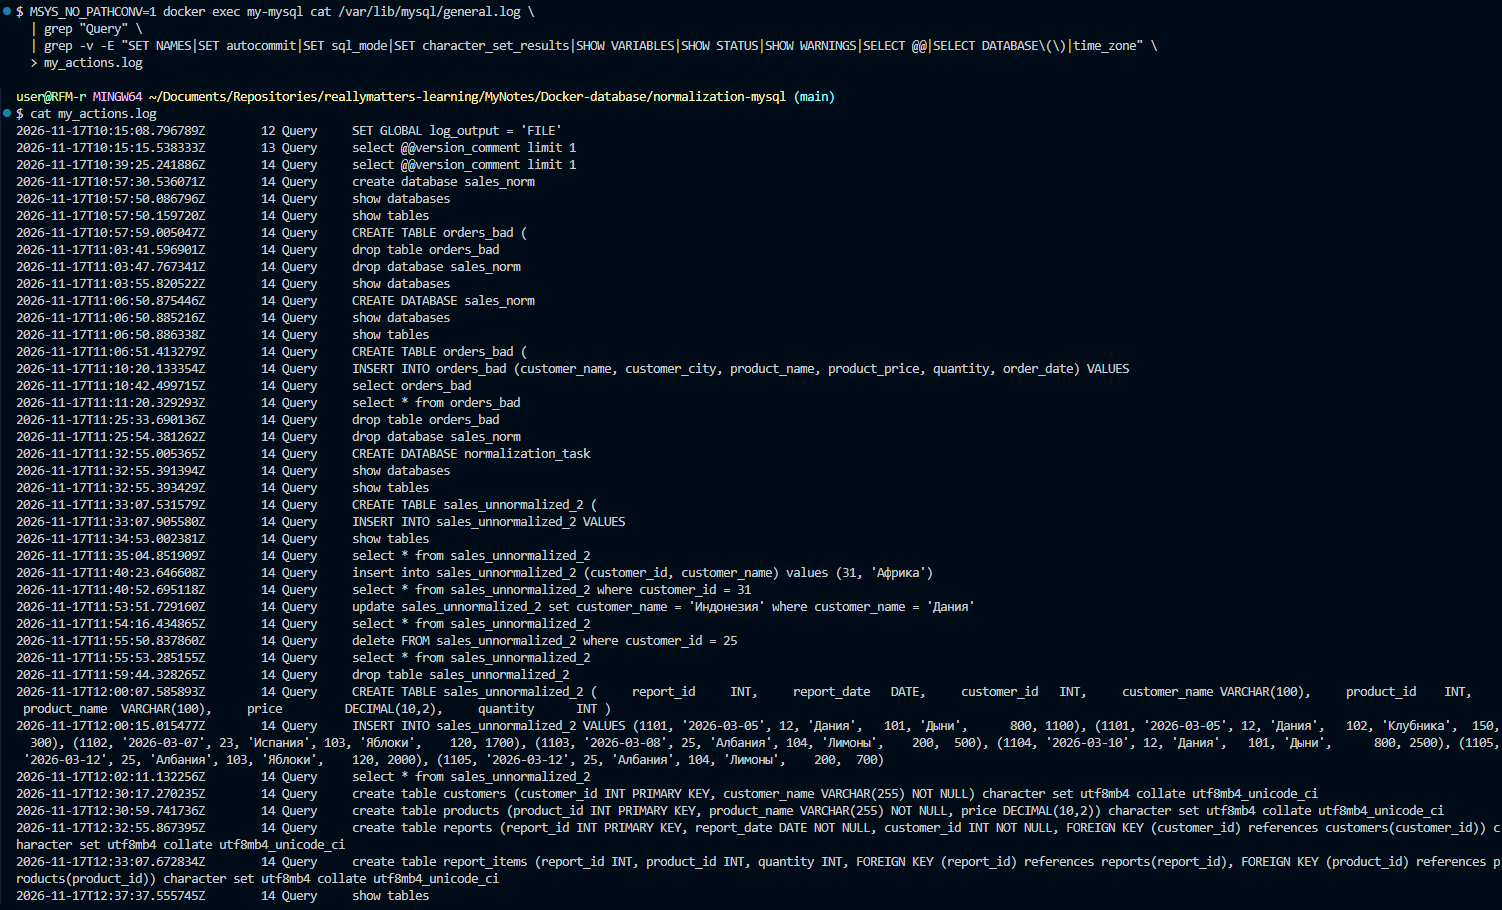 $ MSYS_NO_PATHCONV=1 docker exec my-mysql cat /var/lib/mysql/general.log \
| grep "Query" \
| grep -v -E "SET NAMES|SET autocommit|SET sql_mode|SET character_set_results|SHOW VARIABLES|SHOW STATUS|SHOW WARNINGS|SELECT @@|SELECT DATABASE\(\)|time_zone" \
> my_actions.log
user@RFM-r MINGW64 ~/Documents/Repositories/reallymatters-learning/MyNotes/Docker-database/normalization-mysql (main)
$ cat my_actions.log
2026-11-17T10:15:08.796789Z 12 Query SET GLOBAL log_output = 'FILE'
2026-11-17T10:15:15.538333Z 13 Query select @@version_comment limit 1
2026-11-17T10:39:25.241886Z 14 Query select @@version_comment limit 1
2026-11-17T10:57:30.536071Z 14 Query create database sales_norm
2026-11-17T10:57:50.086796Z 14 Query show databases
2026-11-17T10:57:50.159720Z 14 Query show tables
2026-11-17T10:57:59.005047Z 14 Query CREATE TABLE orders_bad (
2026-11-17T11:03:41.596901Z 14 Query drop table orders_bad
2026-11-17T11:03:47.767341Z 14 Query drop database sales_norm
2026-11-17T11:03:55.820522Z 14 Query show databases
2026-11-17T11:06:50.875446Z 14 Query CREATE DATABASE sales_norm
2026-11-17T11:06:50.885216Z 14 Query show databases
2026-11-17T11:06:50.886338Z 14 Query show tables
2026-11-17T11:06:51.413279Z 14 Query CREATE TABLE orders_bad (
2026-11-17T11:10:20.133354Z 14 Query INSERT INTO orders_bad (customer_name, customer_city, product_name, product_price, quantity, order_date) VALUES
2026-11-17T11:10:42.499715Z 14 Query select orders_bad
2026-11-17T11:11:20.329293Z 14 Query select * from orders_bad
2026-11-17T11:25:33.690136Z 14 Query drop table orders_bad
2026-11-17T11:25:54.381262Z 14 Query drop database sales_norm
2026-11-17T11:32:55.005365Z 14 Query CREATE DATABASE normalization_task
2026-11-17T11:32:55.391394Z 14 Query show databases
2026-11-17T11:32:55.393429Z 14 Query show tables
2026-11-17T11:33:07.531579Z 14 Query CREATE TABLE sales_unnormalized_2 (
2026-11-17T11:33:07.905580Z 14 Query INSERT INTO sales_unnormalized_2 VALUES
2026-11-17T11:34:53.002381Z 14 Query show tables
2026-11-17T11:35:04.851909Z 14 Query select * from sales_unnormalized_2
2026-11-17T11:40:23.646608Z 14 Query insert into sales_unnormalized_2 (customer_id, customer_name) values (31, 'Африка')
2026-11-17T11:40:52.695118Z 14 Query select * from sales_unnormalized_2 where customer_id = 31
2026-11-17T11:53:51.729160Z 14 Query update sales_unnormalized_2 set customer_name = 'Индонезия' where customer_name = 'Дания'
2026-11-17T11:54:16.434865Z 14 Query select * from sales_unnormalized_2
2026-11-17T11:55:50.837860Z 14 Query delete FROM sales_unnormalized_2 where customer_id = 25
2026-11-17T11:55:53.285155Z 14 Query select * from sales_unnormalized_2
2026-11-17T11:59:44.328265Z 14 Query drop table sales_unnormalized_2
2026-11-17T12:00:07.585893Z 14 Query CREATE TABLE sales_unnormalized_2 ( report_id INT, report_date DATE, customer_id INT, customer_name VARCHAR(100), product_id INT,
product_name VARCHAR(100), price DECIMAL(10,2), quantity INT )
2026-11-17T12:00:15.015477Z 14 Query INSERT INTO sales_unnormalized_2 VALUES (1101, '2026-03-05', 12, 'Дания', 101, 'Дыни', 800, 1100), (1101, '2026-03-05', 12, 'Дания', 102, 'Клубника', 150,
300), (1102, '2026-03-07', 23, 'Испания', 103, 'Яблоки', 120, 1700), (1103, '2026-03-08', 25, 'Албания', 104, 'Лимоны', 200, 500), (1104, '2026-03-10', 12, 'Дания', 101, 'Дыни', 800, 2500), (1105,
'2026-03-12', 25, 'Албания', 103, 'Яблоки', 120, 2000), (1105, '2026-03-12', 25, 'Албания', 104, 'Лимоны', 200, 700)
2026-11-17T12:02:11.132256Z 14 Query select * from sales_unnormalized_2
2026-11-17T12:30:17.270235Z 14 Query create table customers (customer_id INT PRIMARY KEY, customer_name VARCHAR(255) NOT NULL) character set utf8mb4 collate utf8mb4_unicode_ci
2026-11-17T12:30:59.741736Z 14 Query create table products (product_id INT PRIMARY KEY, product_name VARCHAR(255) NOT NULL, price DECIMAL(10,2)) character set utf8mb4 collate utf8mb4_unicode_ci
2026-11-17T12:32:55.867395Z 14 Query create table reports (report_id INT PRIMARY KEY, report_date DATE NOT NULL, customer_id INT NOT NULL, FOREIGN KEY (customer_id) references customers(customer_id)) c
haracter set utf8mb4 collate utf8mb4_unicode_ci
2026-11-17T12:33:07.672834Z 14 Query create table report_items (report_id INT, product_id INT, quantity INT, FOREIGN KEY (report_id) references reports(report_id), FOREIGN KEY (product_id) references p
roducts(product_id)) character set utf8mb4 collate utf8mb4_unicode_ci
2026-11-17T12:37:37.555745Z 14 Query show tables